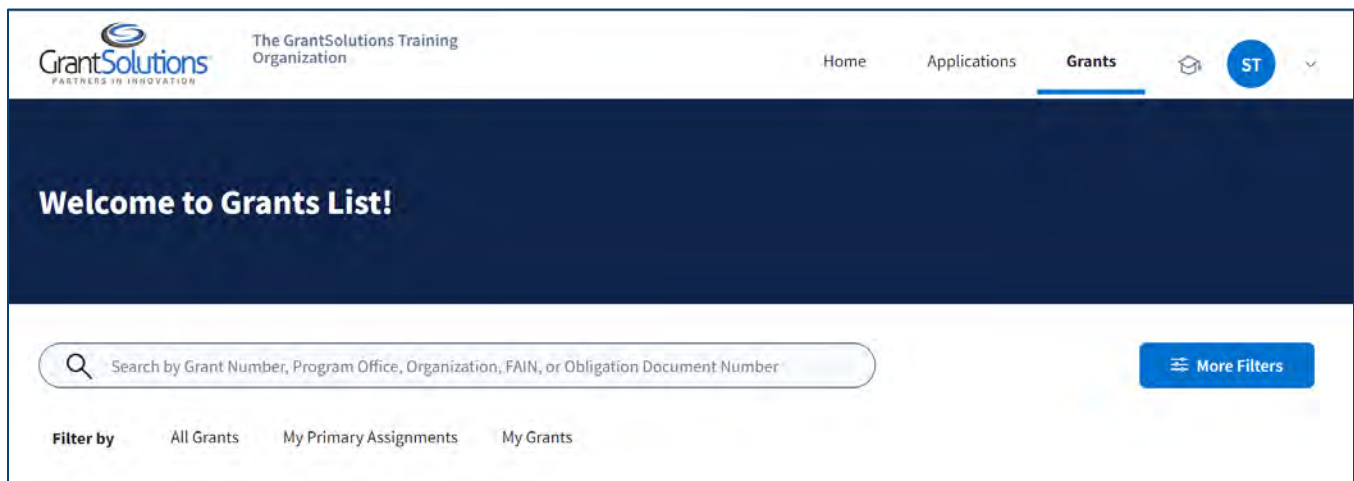 GrantSolutions
PARTNERS IN INNOVATION
The GrantSolutions Training
Organization
Home Applications Grants ST
Welcome to Grants List!
Search by Grant Number, Program Office, Organization, FAIN, or Obligation Document Number
More Filters
Filter by All Grants My Primary Assignments My Grants